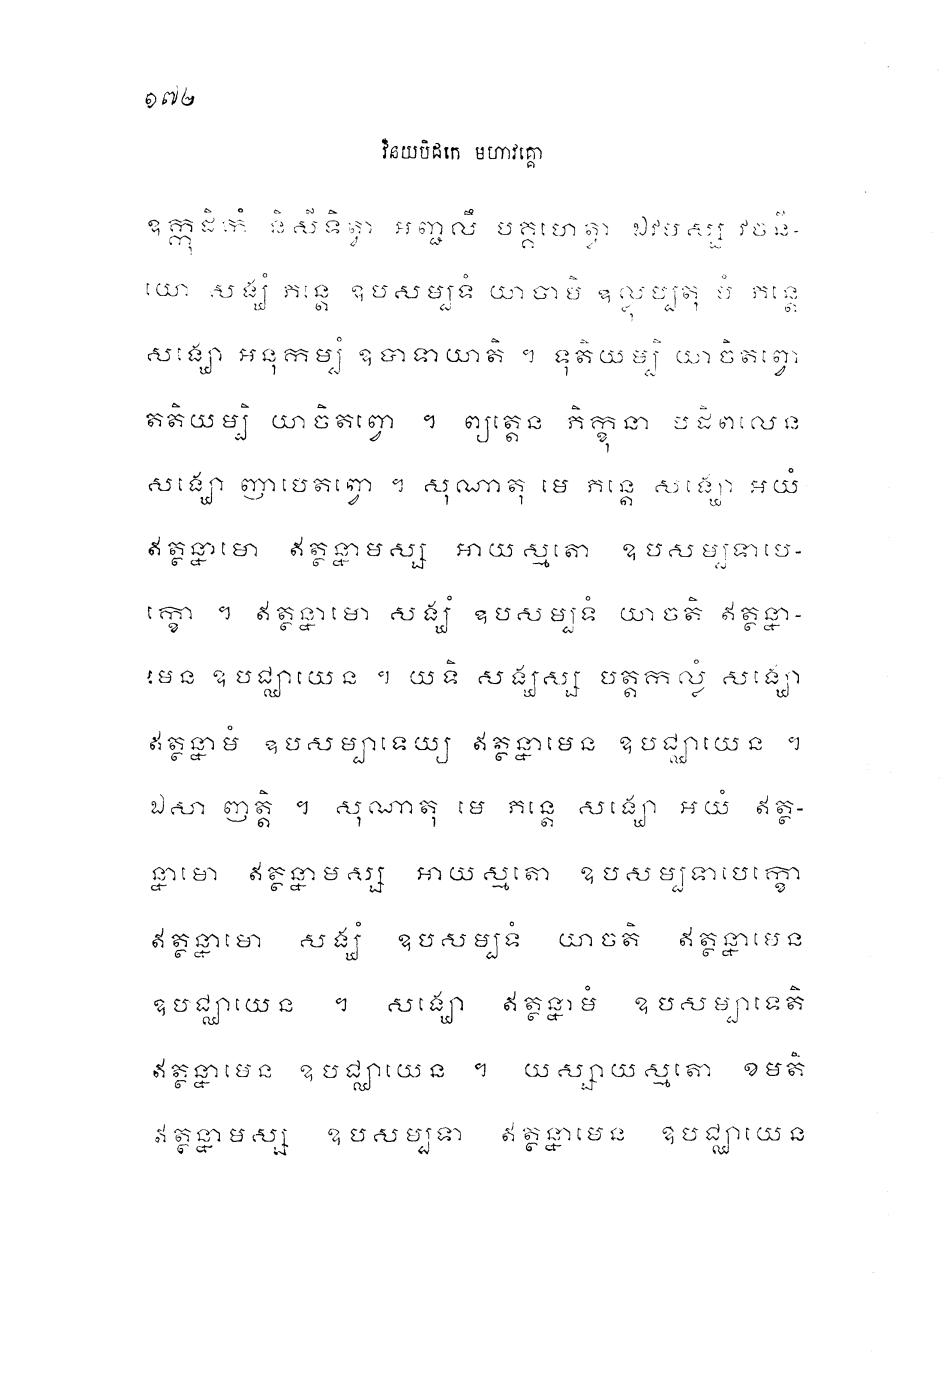 ១៧២
វិនយបិដកេ មហាវគ្គោ
ឧក្កុដិកំ និសីទិត្វា អញ្ជលឹ បគ្គហេត្វា ឯវមស្ស វចនី-
យោ សង្ឃំ ភន្តេ ឧបសម្បទំ យាចាមិ ឧល្លុម្បតុ មំ ភន្តេ
សង្ឃោ អនុកម្បំ ឧបាទាយាតិ ។ ទុតិយម្បិ យាចិតព្វោ
តតិយម្បិ យាចិតព្វោ ។ ព្យត្តេន ភិក្ខុនា បដិពលេន
សង្ឃោ ញាបេតព្វោ ។ សុណាតុ មេ ភន្តេ សង្ឃោ អយំ
ឥត្ថន្នាមោ ឥត្ថន្នាមស្ស អាយស្មតោ ឧបសម្បទាបេ-
ក្ខោ ។ ឥត្ថន្នាមោ សង្ឃំ ឧបសម្បទំ យាចតិ ឥត្ថន្នា-
មេន ឧបជ្ឈាយេន ។ យទិ សង្ឃស្ស បត្តកល្លំ សង្ឃោ
ឥត្ថន្នាមំ ឧបសម្បាទេយ្យ ឥត្ថន្នាមេន ឧបជ្ឈាយេន ។
ឯសា ញត្តិ ។ សុណាតុ មេ ភន្តេ សង្ឃោ អយំ ឥត្ថ-
ន្នាមោ ឥត្ថន្នាមស្ស អាយស្មតោ ឧបសម្បទាបេក្ខោ
ឥត្ថន្នាមោ សង្ឃំ ឧបសម្បទំ យាចតិ ឥត្ថន្នាមេន
ឧបជ្ឈាយេន ។ សង្ឃោ ឥត្ថន្នាមំ ឧបសម្បាទេតិ
ឥត្ថន្នាមេន ឧបជ្ឈាយេន ។ យស្សាយស្មតោ ខមតិ
ឥត្ថន្នាមស្ស ឧបសម្បទា ឥត្ថន្នាមេន ឧបជ្ឈាយេន